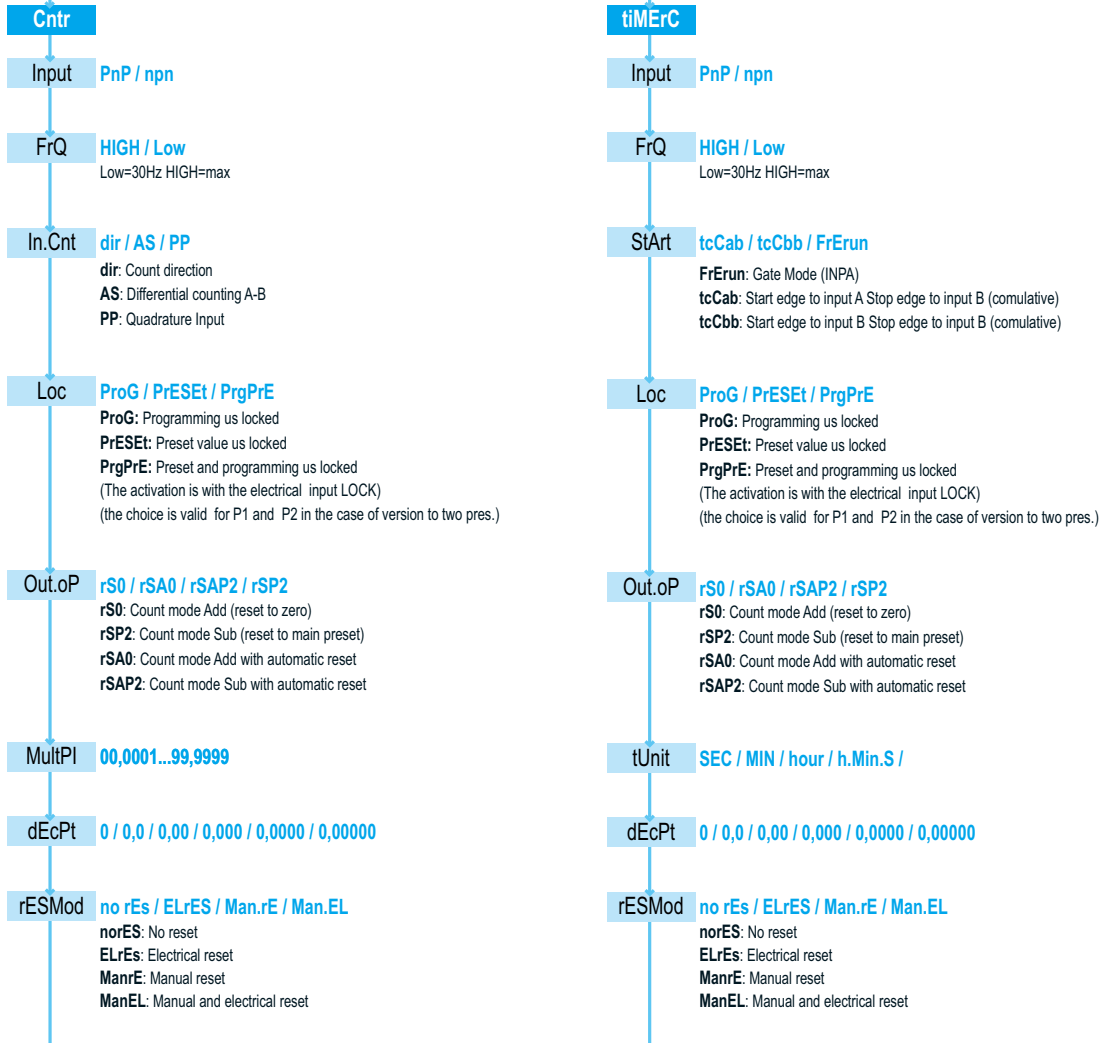 Cntr
Input PnP / npn
FrQ HIGH / Low
Low=30Hz HIGH=max
In.Cnt dir / AS / PP
dir: Count direction
AS: Differential counting A-B
PP: Quadrature Input
Loc ProG / PrESEt / PrgPrE
ProG: Programming us locked
PrESEt: Preset value us locked
PrgPrE: Preset and programming us locked
(The activation is with the electrical input LOCK)
(the choice is valid for P1 and P2 in the case of version to two pres.)
Out.oP rS0 / rSA0 / rSAP2 / rSP2
rS0: Count mode Add (reset to zero)
rSP2: Count mode Sub (reset to main preset)
rSA0: Count mode Add with automatic reset
rSAP2: Count mode Sub with automatic reset
MultPl 00,0001...99,9999
dEcPt 0 / 0,0 / 0,00 / 0,000 / 0,0000 / 0,00000
rESMod no rEs / ELrES / Man.rE / Man.EL
norES: No reset
ELrEs: Electrical reset
ManrE: Manual reset
ManEL: Manual and electrical reset
tiMErC
Input PnP / npn
FrQ HIGH / Low
Low=30Hz HIGH=max
StArt tcCab / tcCbb / FrErun
FrErun: Gate Mode (INPA)
tcCab: Start edge to input A Stop edge to input B (comulative)
tcCbb: Start edge to input B Stop edge to input B (comulative)
Loc ProG / PrESEt / PrgPrE
ProG: Programming us locked
PrESEt: Preset value us locked
PrgPrE: Preset and programming us locked
(The activation is with the electrical input LOCK)
(the choice is valid for P1 and P2 in the case of version to two pres.)
Out.oP rS0 / rSA0 / rSAP2 / rSP2
rS0: Count mode Add (reset to zero)
rSP2: Count mode Sub (reset to main preset)
rSA0: Count mode Add with automatic reset
rSAP2: Count mode Sub with automatic reset
tUnit SEC / MIN / hour / h.Min.S /
dEcPt 0 / 0,0 / 0,00 / 0,000 / 0,0000 / 0,00000
rESMod no rEs / ELrES / Man.rE / Man.EL
norES: No reset
ELrEs: Electrical reset
ManrE: Manual reset
ManEL: Manual and electrical reset